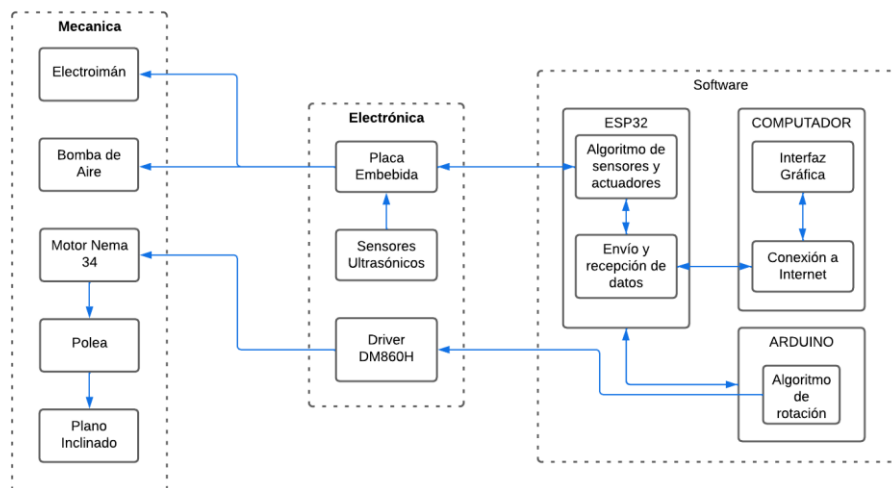 Mecanica
Electroimán
Bomba de
Aire
Motor Nema
34
Polea
Plano
Inclinado
Electrónica
Placa
Embebida
Sensores
Ultrasónicos
Driver
DM860H
Software
ESP32
Algoritmo de
sensores y
actuadores
Envío y
recepción de
datos
COMPUTADOR
Interfaz
Gráfica
Conexión a
Internet
ARDUINO
Algoritmo
de
rotación